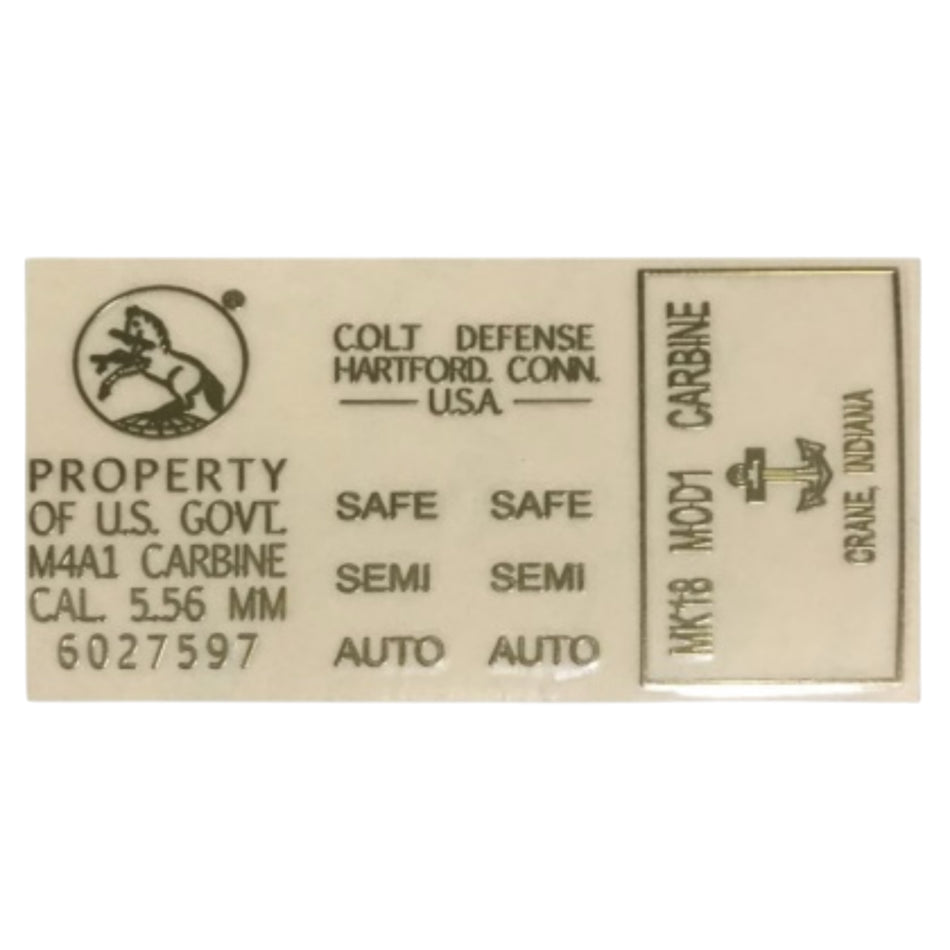 ®
PROPERTY
OF U.S. GOVT.
M4A1 CARBINE
CAL. 5.56 MM
6027597
COLT DEFENSE
HARTFORD. CONN.
U.S.A
SAFE SAFE
SEMI SEMI
AUTO AUTO
MK18 MOD1 CARBINE
CRANE, INDIANA